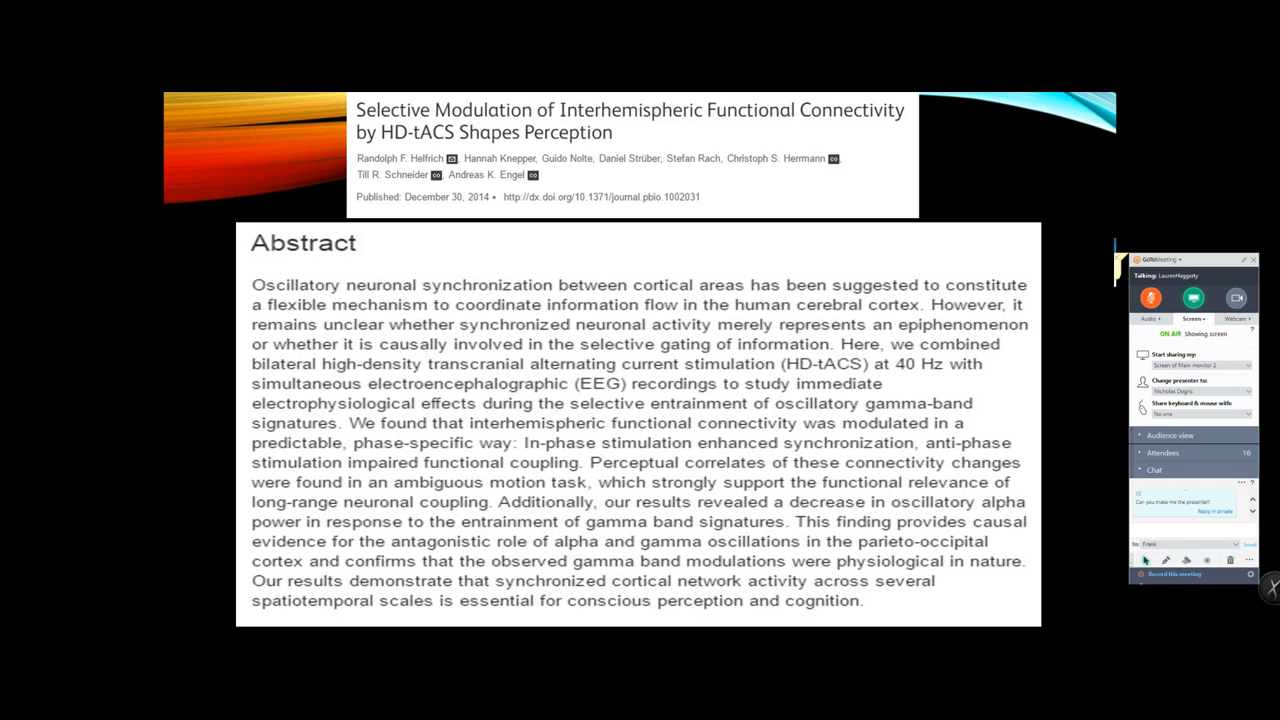 Selective Modulation of Interhemispheric Functional Connectivity
by HD-tACS Shapes Perception
Randolph F. Helfrich, Hannah Knepper, Guido Nolte, Daniel Strüber, Stefan Rach, Christoph S. Herrmann,
Till R. Schneider, Andreas K. Engel
Published: December 30, 2014 • http://dx.doi.org/10.1371/journal.pbio.1002031
Abstract
Oscillatory neuronal synchronization between cortical areas has been suggested to constitute
a flexible mechanism to coordinate information flow in the human cerebral cortex. However, it
remains unclear whether synchronized neuronal activity merely represents an epiphenomenon
or whether it is causally involved in the selective gating of information. Here, we combined
bilateral high-density transcranial alternating current stimulation (HD-tACS) at 40 Hz with
simultaneous electroencephalographic (EEG) recordings to study immediate
electrophysiological effects during the selective entrainment of oscillatory gamma-band
signatures. We found that interhemispheric functional connectivity was modulated in a
predictable, phase-specific way: In-phase stimulation enhanced synchronization, anti-phase
stimulation impaired functional coupling. Perceptual correlates of these connectivity changes
were found in an ambiguous motion task, which strongly support the functional relevance of
long-range neuronal coupling. Additionally, our results revealed a decrease in oscillatory alpha
power in response to the entrainment of gamma band signatures. This finding provides causal
evidence for the antagonistic role of alpha and gamma oscillations in the parieto-occipital
cortex and confirms that the observed gamma band modulations were physiological in nature.
Our results demonstrate that synchronized cortical network activity across several
spatiotemporal scales is essential for conscious perception and cognition.
GoToMeeting
Talking: LaurenHaggerty
Audio Screen Webcam
?
ON AIR Showing screen
Start sharing my:
Screen of Main monitor 2
Change presenter to:
Nicholas Dogris
Share keyboard & mouse with:
No one
Audience view
Attendees 16
Chat
?
Can you make me the presenter?
Reply in private
To: Frank Send
Record this meeting